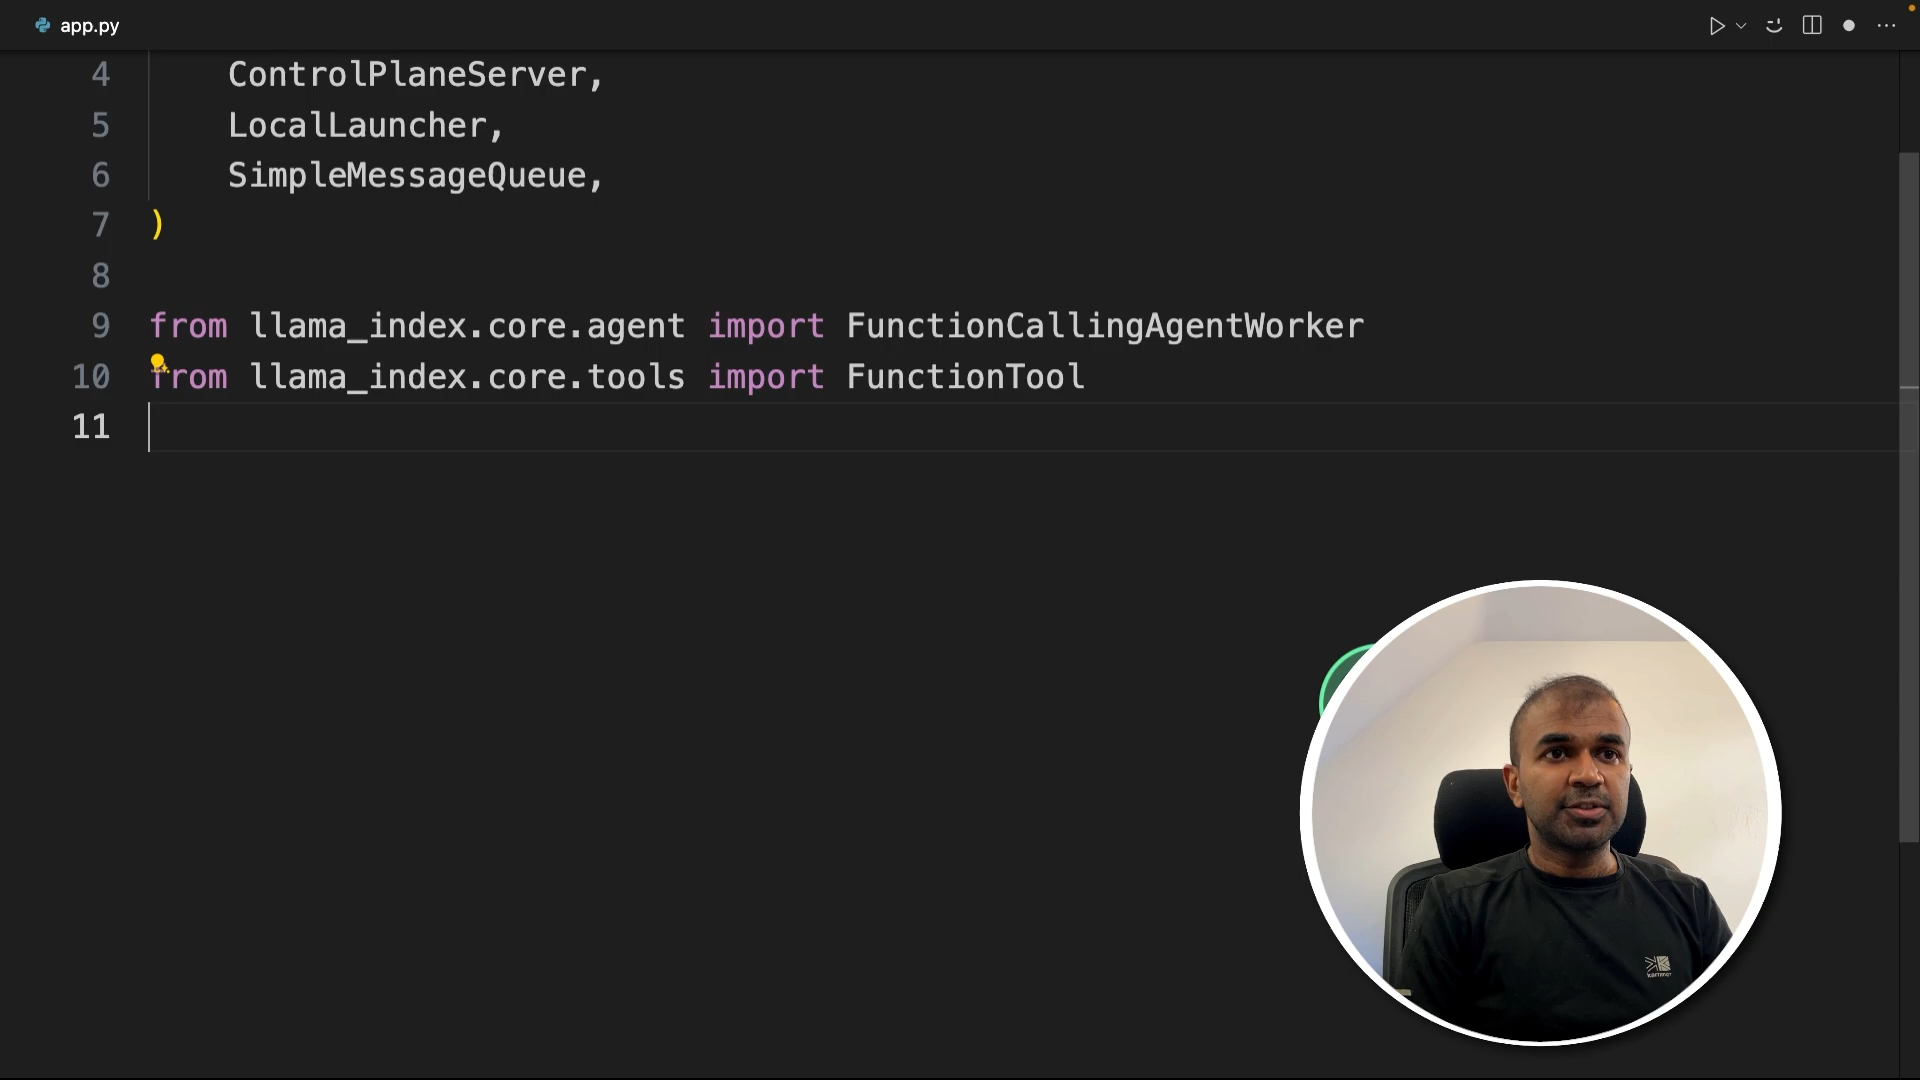 app.py
4 ControlPlaneServer,
5 LocalLauncher,
6 SimpleMessageQueue,
7 )
8
9 from llama_index.core.agent import FunctionCallingAgentWorker
10 from llama_index.core.tools import FunctionTool
11